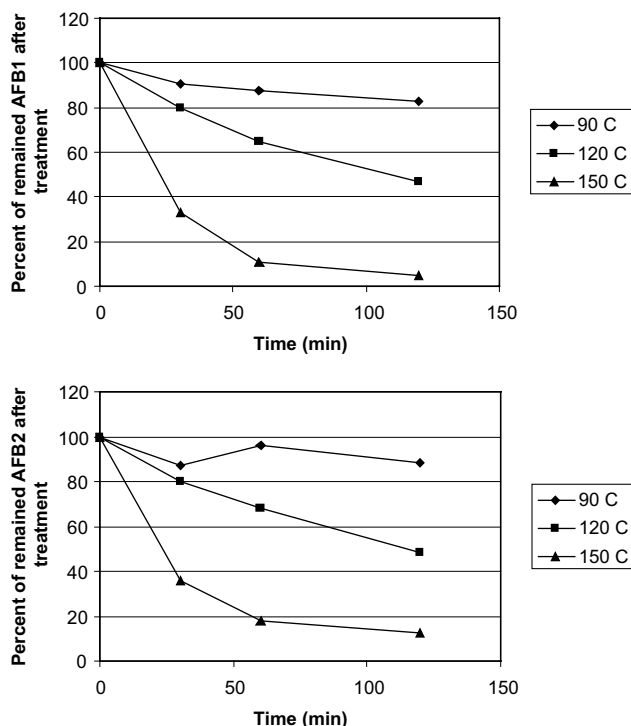 Percent of remained AFB1 after
treatment
120
100
80
60
40
20
0
0
50
100
150
Time (min)
90 C
120 C
150 C
Percent of remained AFB2 after
treatment
120
100
80
60
40
20
0
0
50
100
150
Time (min)
90 C
120 C
150 C